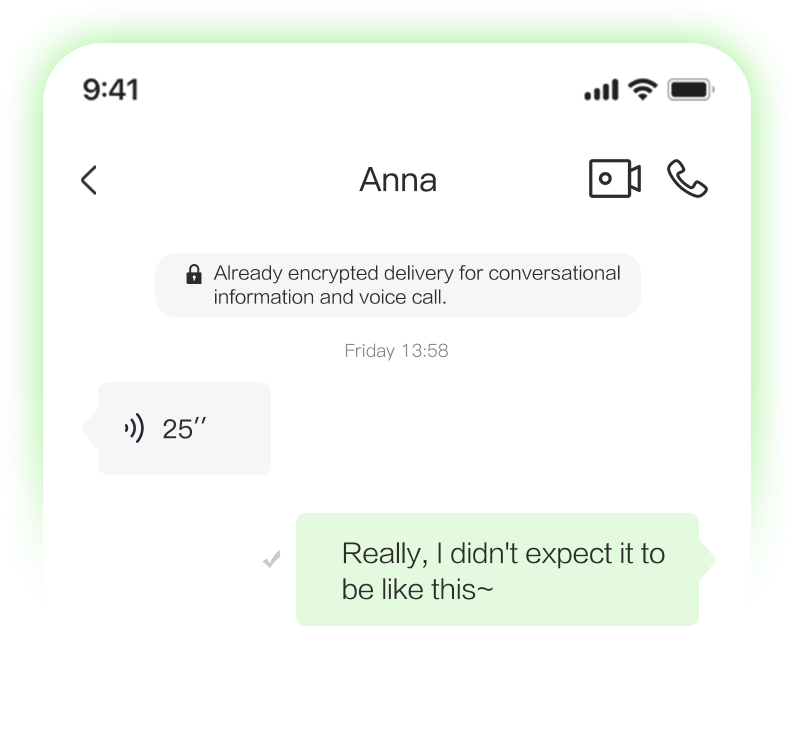 9:41
Anna
Already encrypted delivery for conversational
information and voice call.
Friday 13:58
25′′
Really, I didn't expect it to
be like this~